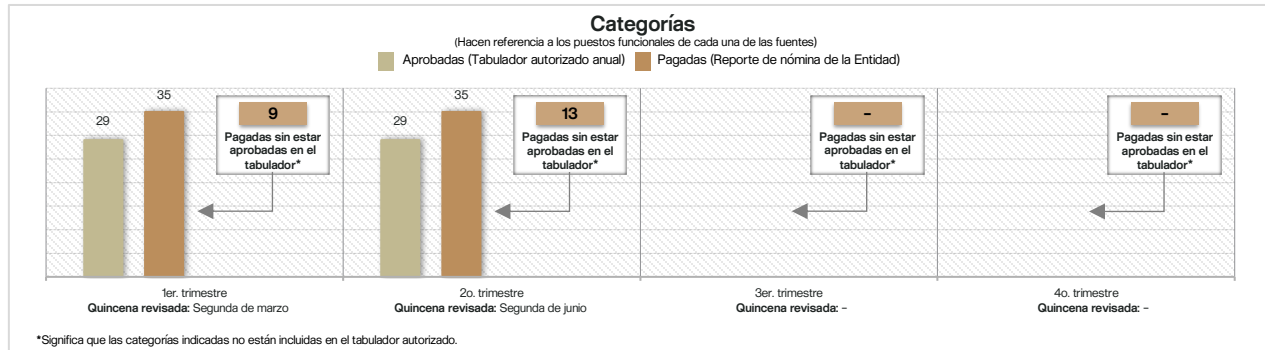 Categorías
(Hacen referencia a los puestos funcionales de cada una de las fuentes)
Aprobadas (Tabulador autorizado anual) Pagadas (Reporte de nómina de la Entidad)
29
35
9
Pagadas sin estar
aprobadas en el
tabulador*
29
35
13
Pagadas sin estar
aprobadas en el
tabulador*
–
Pagadas sin estar
aprobadas en el
tabulador*
–
Pagadas sin estar
aprobadas en el
tabulador*
1er. trimestre
Quincena revisada: Segunda de marzo
2o. trimestre
Quincena revisada: Segunda de junio
3er. trimestre
Quincena revisada: –
4o. trimestre
Quincena revisada: –
*Significa que las categorías indicadas no están incluidas en el tabulador autorizado.